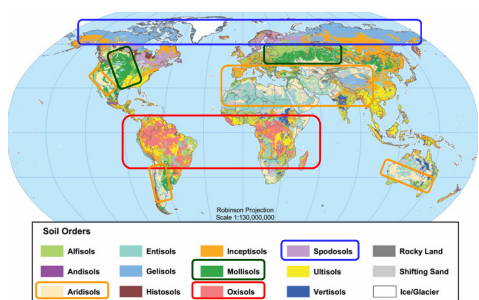 Robinson Projection
Scale 1:130,000,000
Soil Orders
Alfisols Entisols Inceptisols Spodosols Rocky Land
Andisols Gelisols Mollisols Ultisols Shifting Sand
Aridisols Histosols Oxisols Vertisols Ice/Glacier